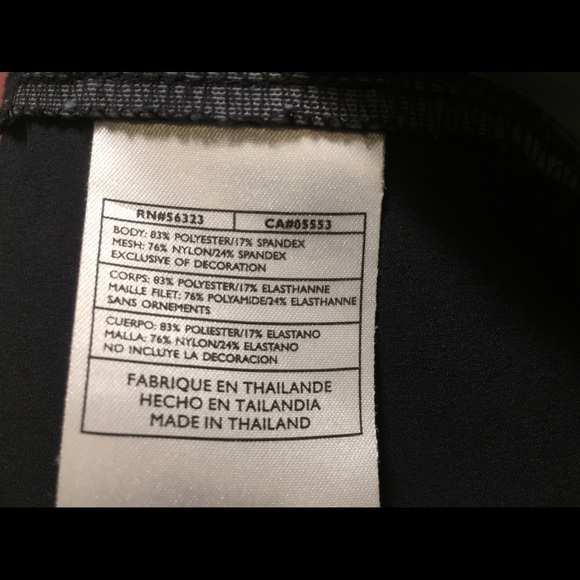 RN#56323 CA#05553
BODY: 83% POLYESTER/17% SPANDEX
MESH: 76% NYLON/24% SPANDEX
EXCLUSIVE OF DECORATION
CORPS: 83% POLYESTER/17% ELASTHANNE
MAILLE FILET: 76% POLYAMIDE/24% ELASTHANNE
SANS ORNEMENTS
CUERPO: 83% POLIESTER/17% ELASTANO
MALLA: 76% NYLON/24% ELASTANO
NO INCLUYE LA DECORACION
FABRIQUE EN THAILANDE
HECHO EN TAILANDIA
MADE IN THAILAND